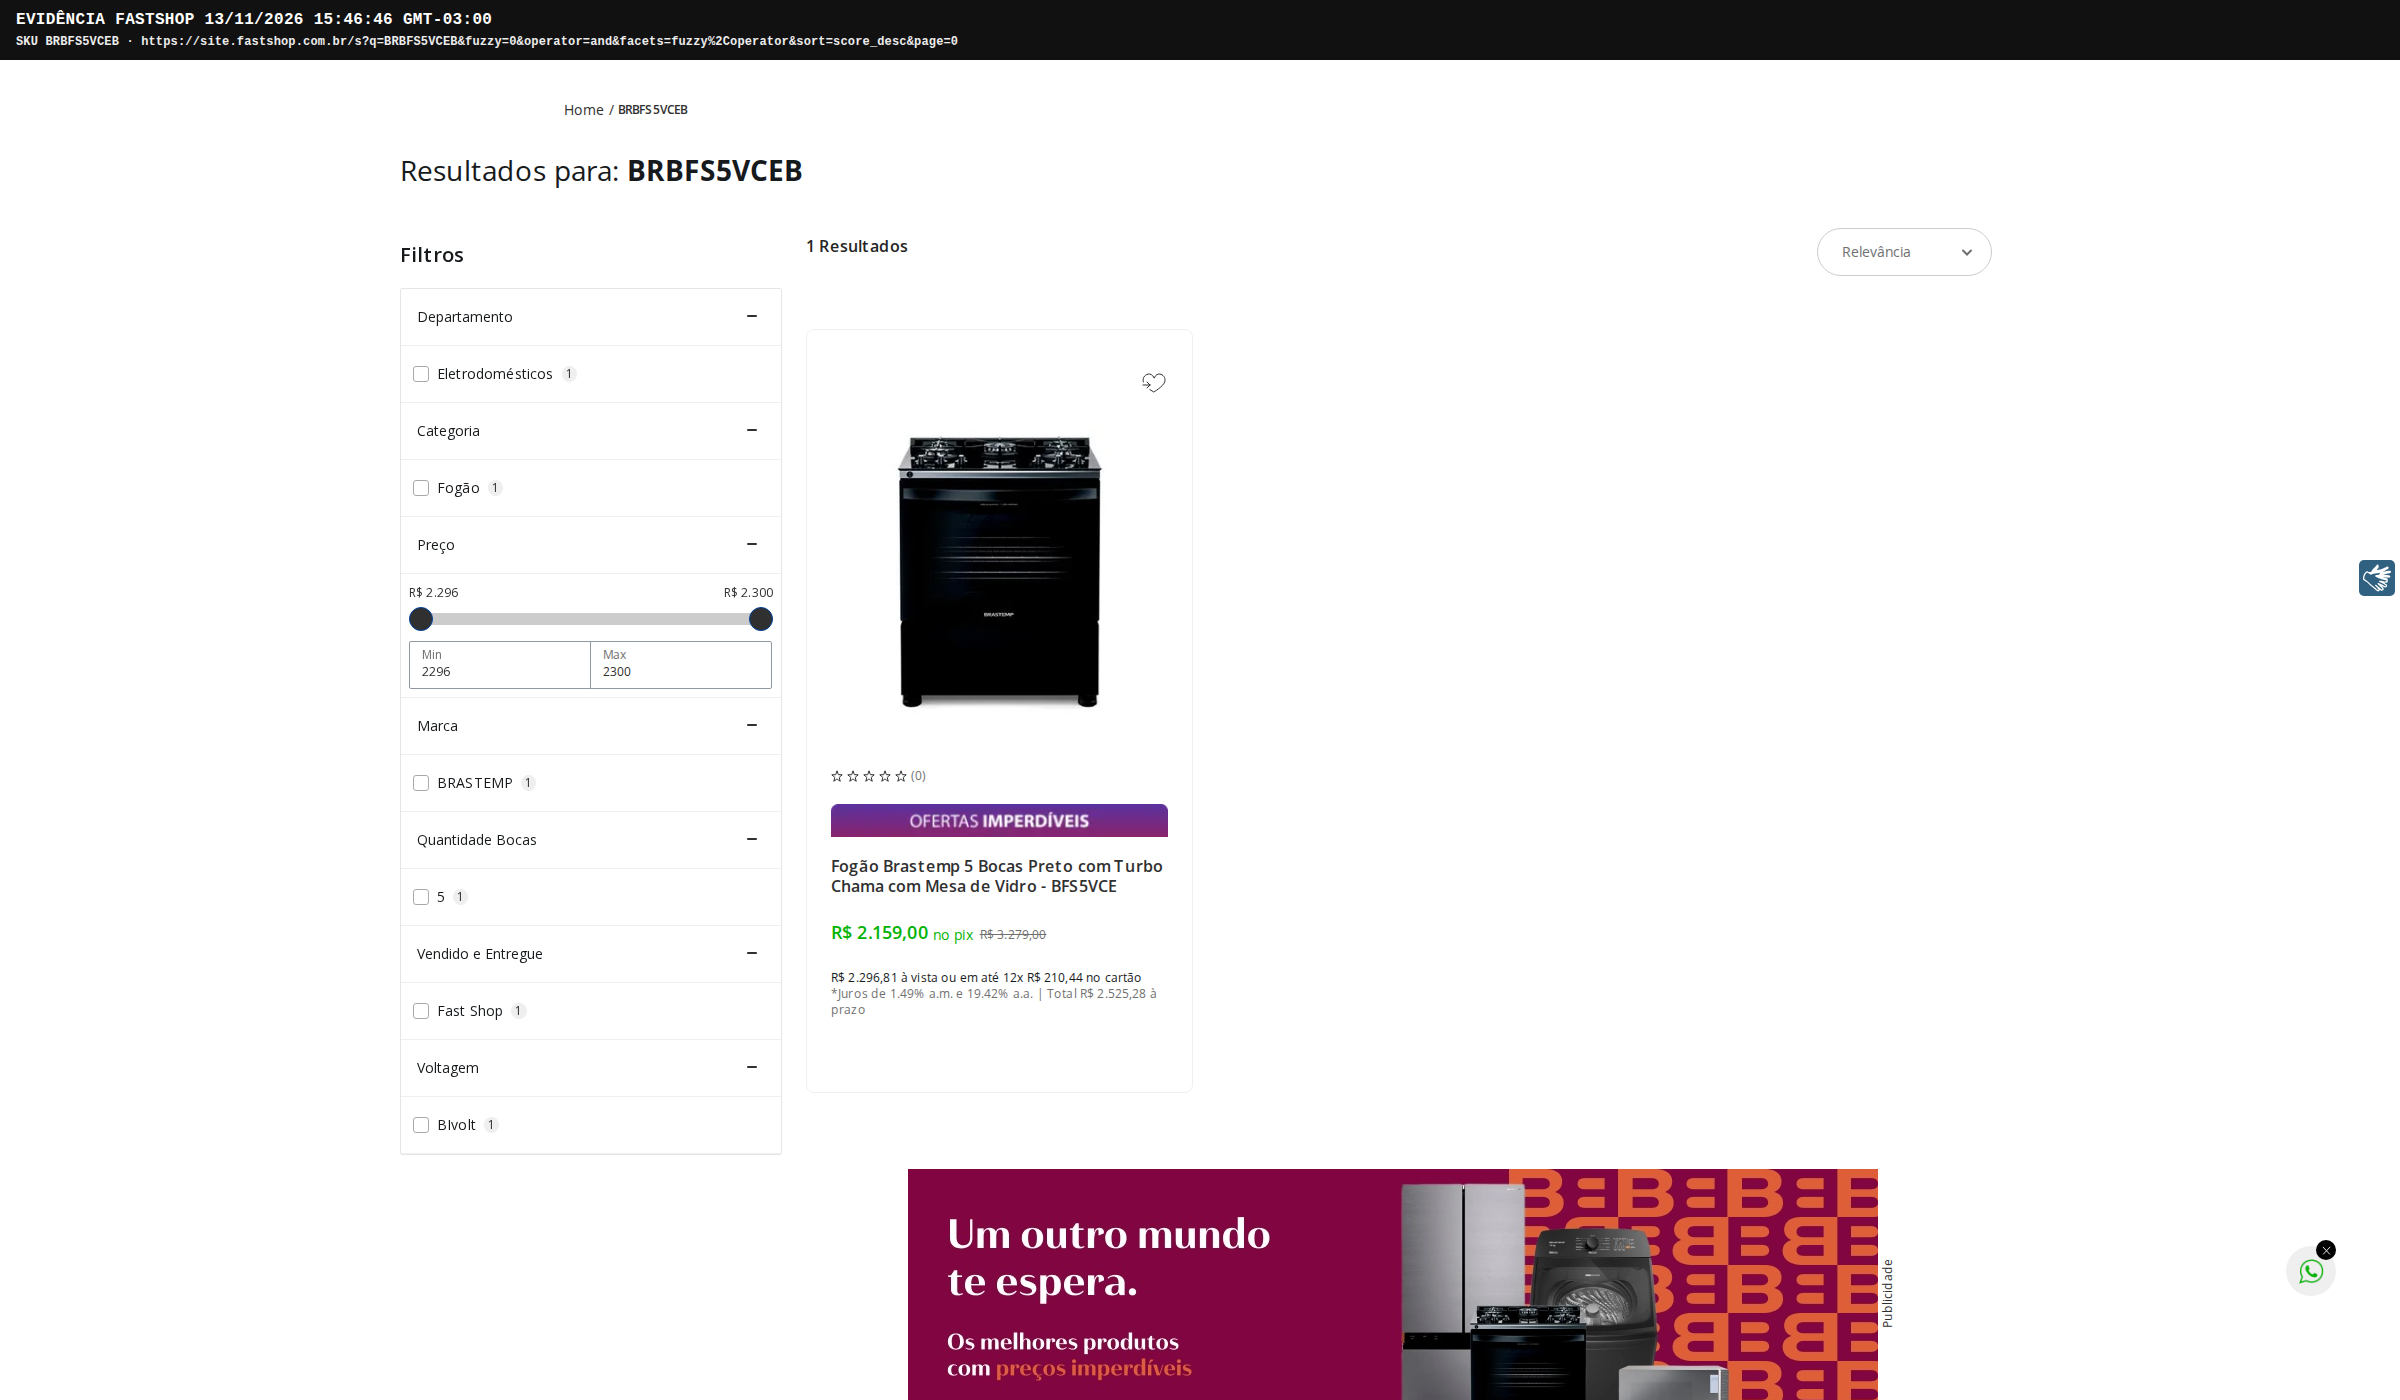 EVIDÊNCIA FASTSHOP 13/11/2026 15:46:46 GMT-03:00
SKU BRBFS5VCEB · https://site.fastshop.com.br/s?q=BRBFS5VCEB&fuzzy=0&operator=and&facets=fuzzy%2Coperator&sort=score_desc&page=0
Home / BRBFS5VCEB
Resultados para: BRBFS5VCEB
Filtros
Departamento
Eletrodomésticos 1
Categoria
Fogão 1
Preço
R$ 2.296 R$ 2.300
Min Max
2296 2300
Marca
BRASTEMP 1
Quantidade Bocas
5 1
Vendido e Entregue
Fast Shop 1
Voltagem
BIvolt 1
1 Resultados
Relevância
BRASTEMP
(0)
OFERTAS IMPERDÍVEIS
Fogão Brastemp 5 Bocas Preto com Turbo
Chama com Mesa de Vidro - BFS5VCE
R$ 2.159,00 no pix R$ 3.279,00
R$ 2.296,81 à vista ou em até 12x R$ 210,44 no cartão
*Juros de 1.49% a.m. e 19.42% a.a. | Total R$ 2.525,28 à
prazo
Um outro mundo
te espera.
Os melhores produtos
com preços imperdíveis
Publicidade